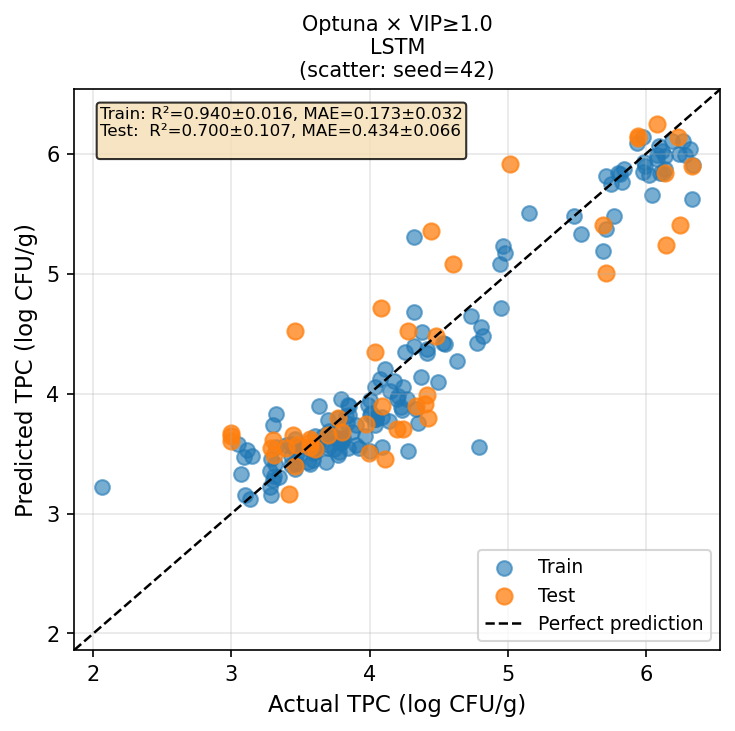 Optuna × VIP≥1.0
LSTM
(scatter: seed=42)
Train: R²=0.940±0.016, MAE=0.173±0.032
Test:  R²=0.700±0.107, MAE=0.434±0.066
Predicted TPC (log CFU/g)
6
5
4
3
2
Train
Test
Perfect prediction
2 3 4 5 6
Actual TPC (log CFU/g)